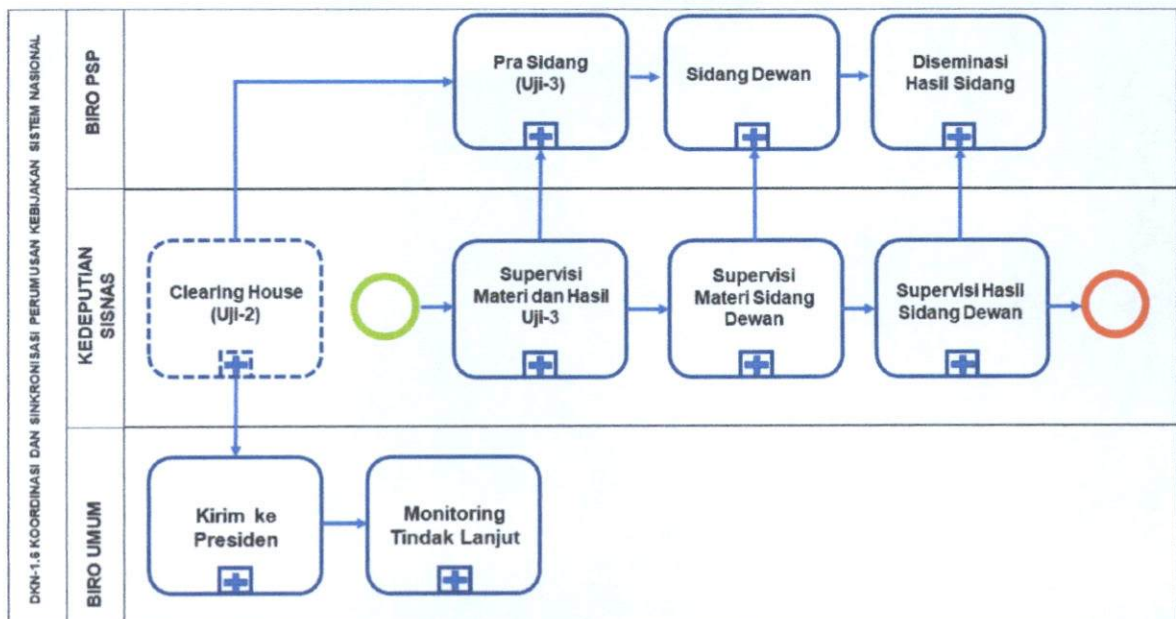 DKN-1.6 KOORDINASI DAN SINKRONISASI PERUMUSAN KEBIJAKAN SISTEM NASIONAL
BIRO PSP
Pra Sidang
(Uji-3)
Sidang Dewan
Diseminasi
Hasil Sidang
KEDEPUTIAN
SISNAS
Clearing House
(Uji-2)
Supervisi
Materi dan Hasil
Uji-3
Supervisi
Materi Sidang
Dewan
Supervisi Hasil
Sidang Dewan
BIRO UMUM
Kirim ke
Presiden
Monitoring
Tindak Lanjut